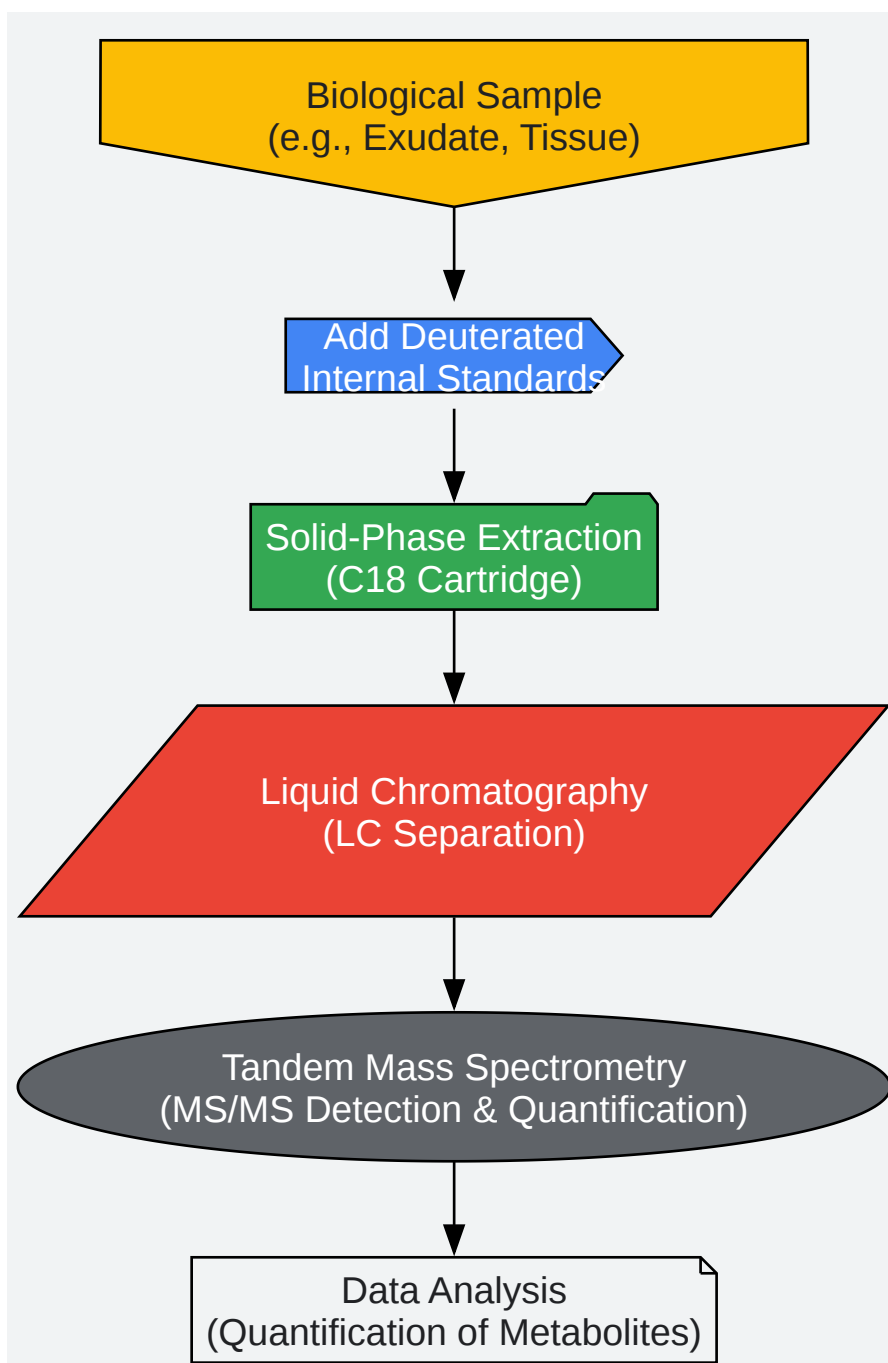 Biological Sample
(e.g., Exudate, Tissue)
Add Deuterated
Internal Standards
Solid-Phase Extraction
(C18 Cartridge)
Liquid Chromatography
(LC Separation)
Tandem Mass Spectrometry
(MS/MS Detection & Quantification)
Data Analysis
(Quantification of Metabolites)